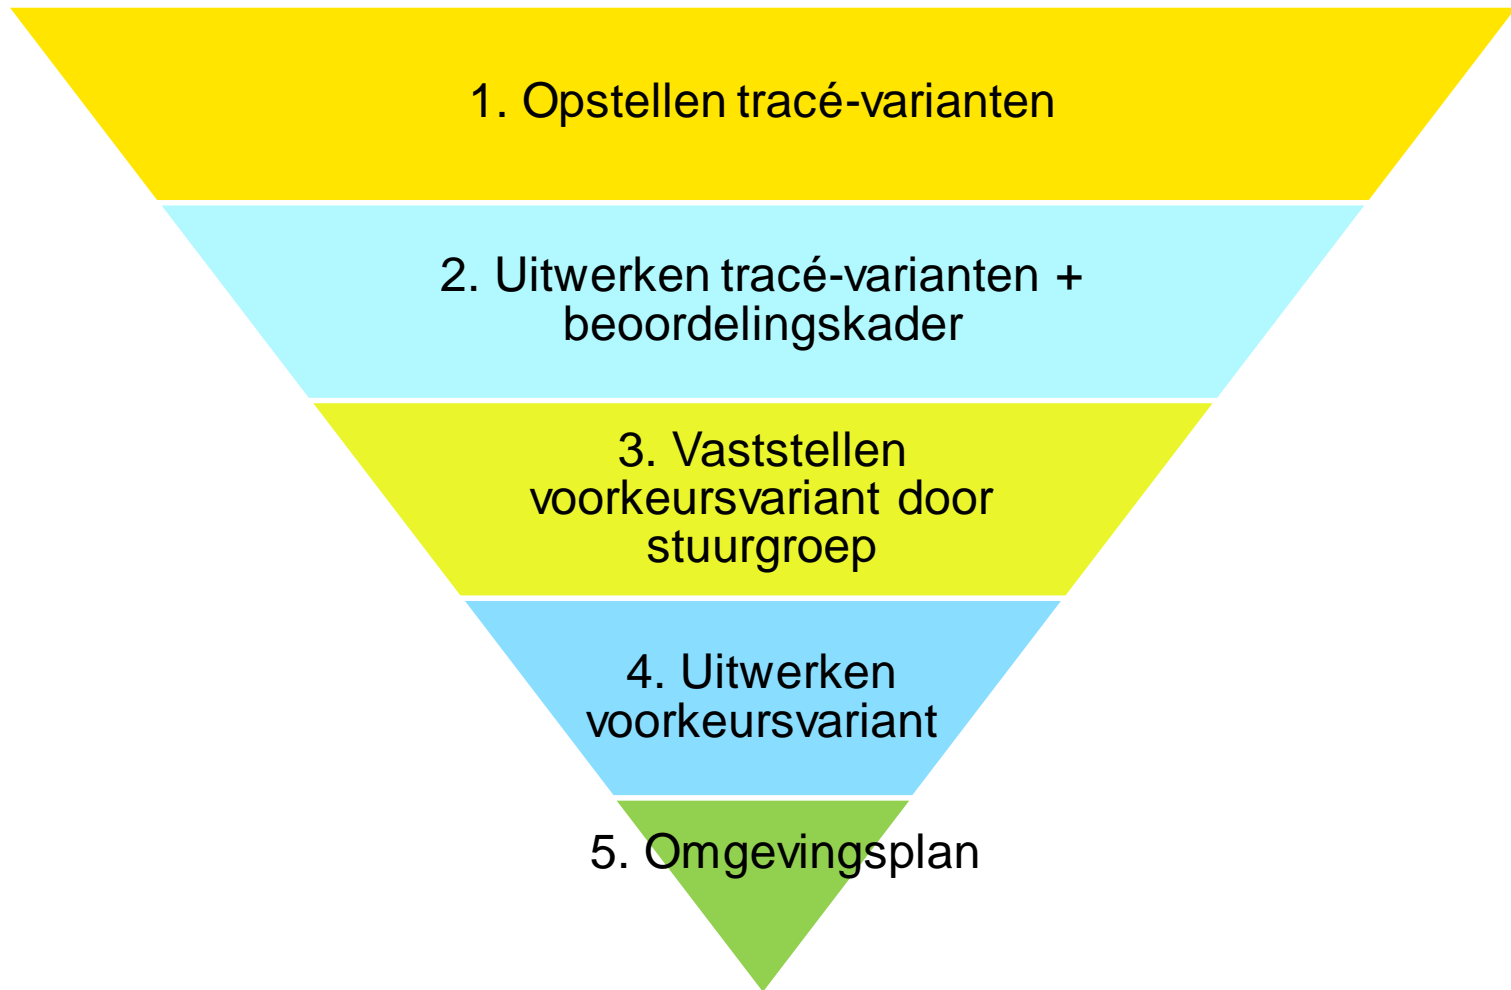 1. Opstellen tracé-varianten
2. Uitwerken tracé-varianten +
beoordelingskader
3. Vaststellen
voorkeursvariant door
stuurgroep
4. Uitwerken
voorkeursvariant
5. Omgevingsplan